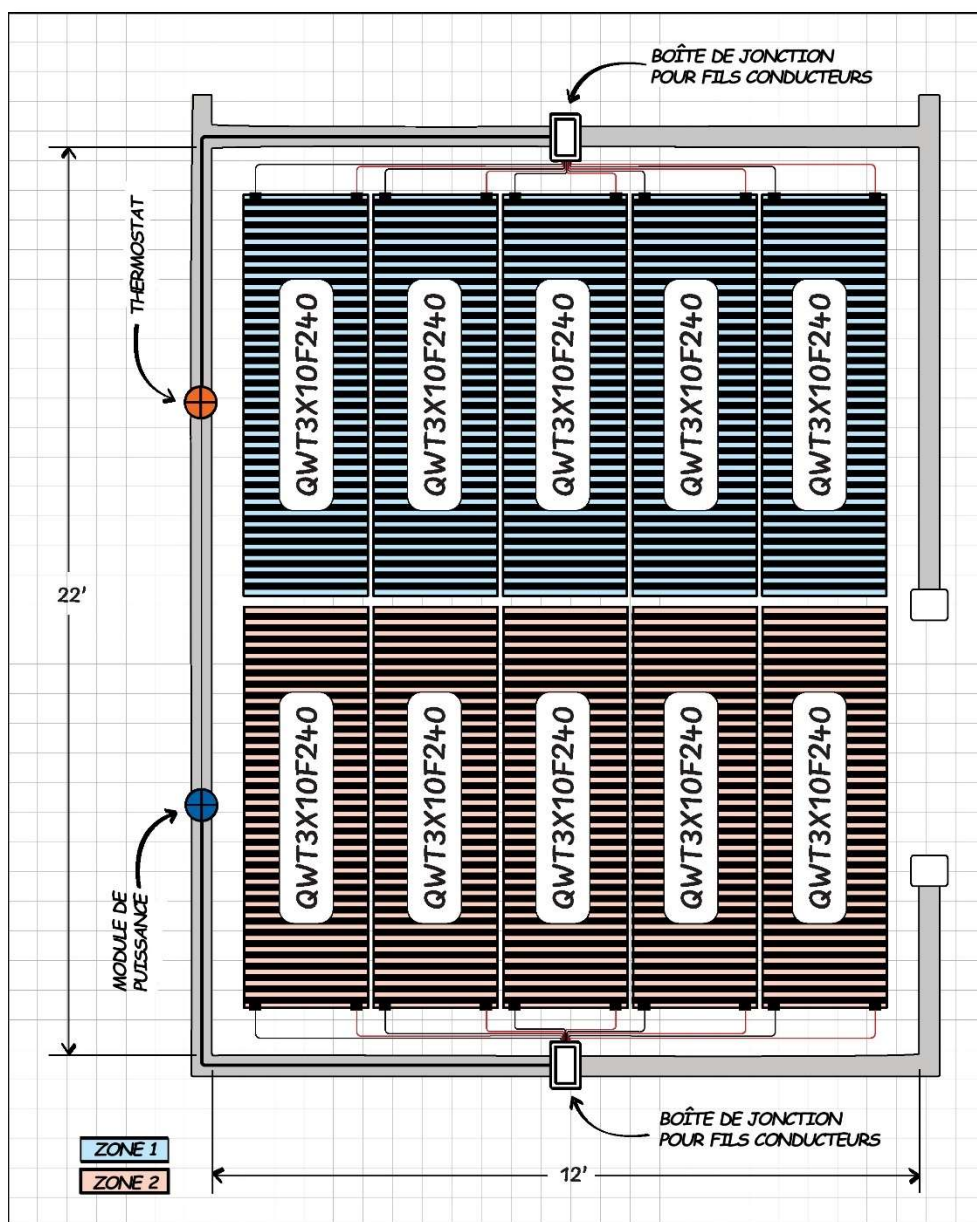 BOÎTE DE JONCTION
POUR FILS CONDUCTEURS
THERMOSTAT
QWT3X10F240
QWT3X10F240
QWT3X10F240
QWT3X10F240
QWT3X10F240
22'
QWT3X10F240
QWT3X10F240
QWT3X10F240
QWT3X10F240
QWT3X10F240
MODULE DE
PUISSANCE
BOÎTE DE JONCTION
POUR FILS CONDUCTEURS
ZONE 1
ZONE 2
12'